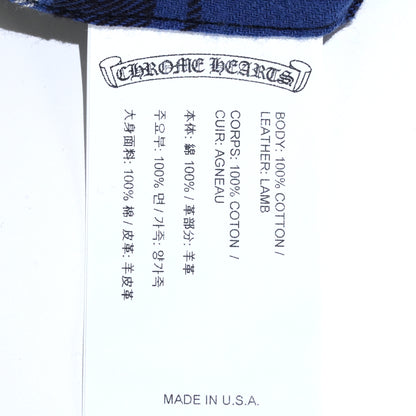 CHROME HEARTS
BODY: 100% COTTON /
LEATHER: LAMB
CORPS: 100% COTON /
CUIR: AGNEAU
本体: 綿 100% / 革部分: 羊革
주요부: 100% 면 / 가죽: 양가죽
大身面料: 100% 棉 / 皮革: 羊皮革
MADE IN U.S.A.